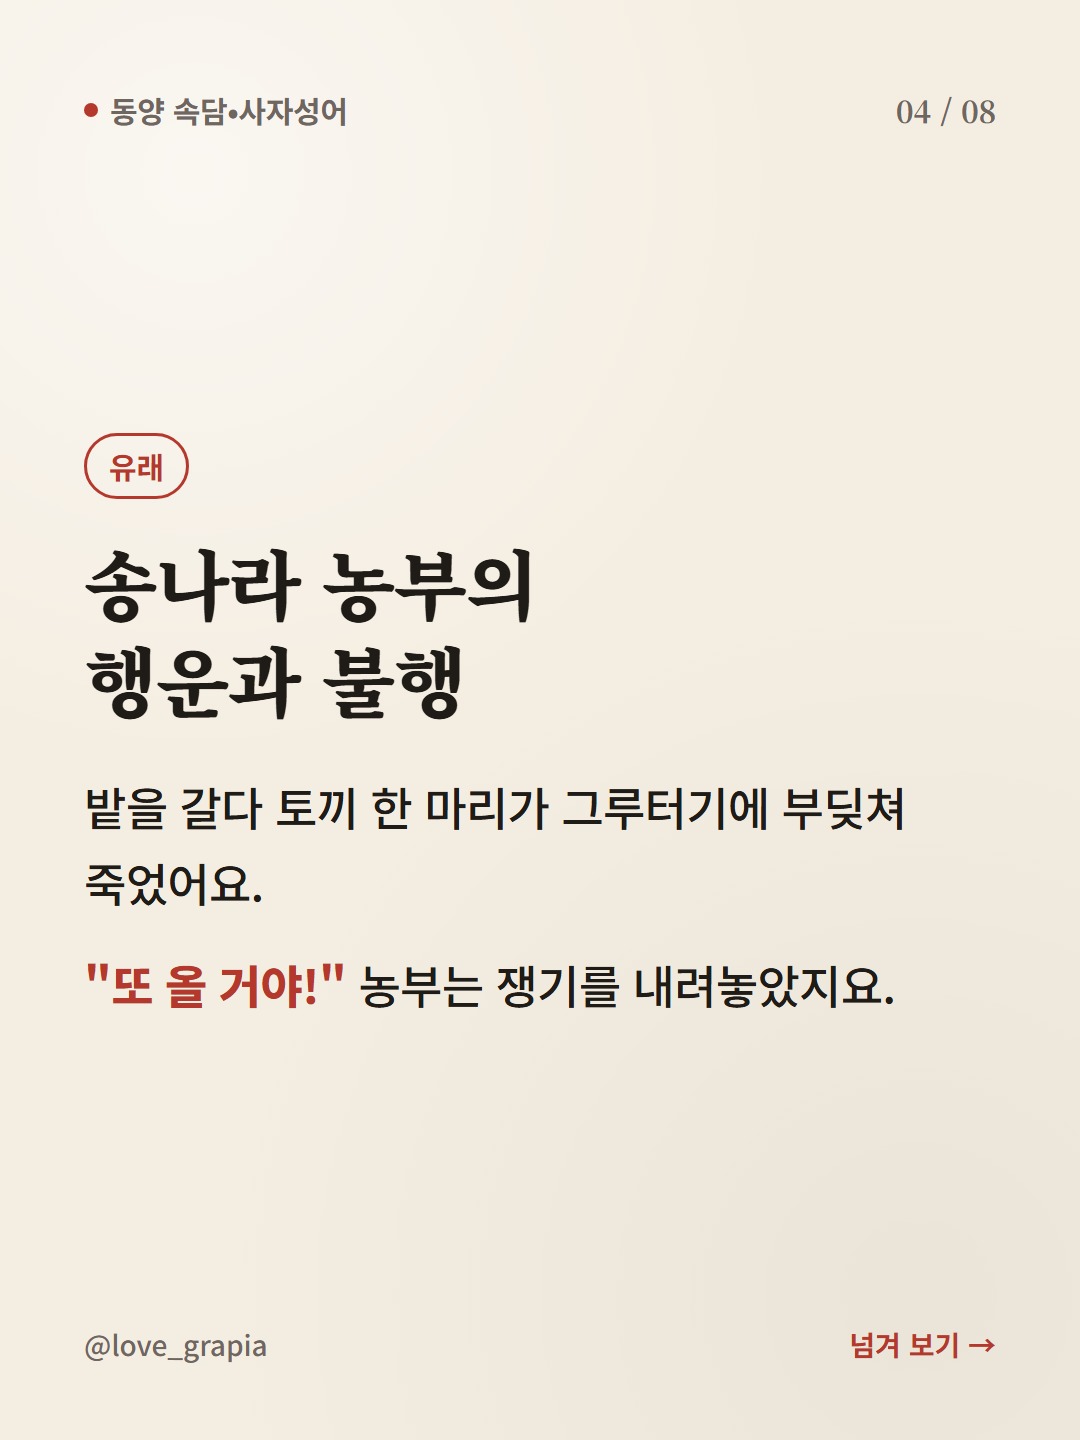 동양 속담•사자성어
04 / 08
유래
송나라 농부의
행운과 불행
밭을 갈다 토끼 한 마리가 그루터기에 부딪쳐
죽었어요.
"또 올 거야!" 농부는 쟁기를 내려놓았지요.
@love_grapia
넘겨 보기 →